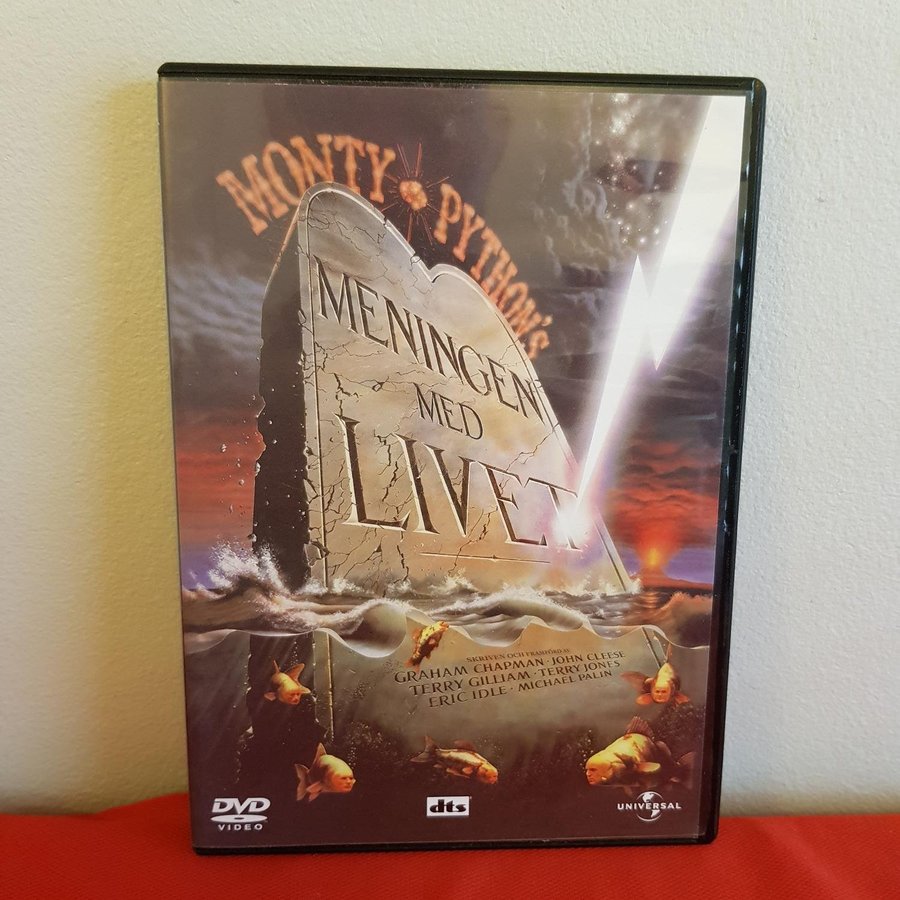 MONTY PYTHON'S
MENINGEN
MED
LIVET
SKRIVEN OCH FRAMFÖRD AV
GRAHAM CHAPMAN · JOHN CLEESE
TERRY GILLIAM · TERRY JONES
ERIC IDLE · MICHAEL PALIN
DVD
VIDEO
dts
UNIVERSAL